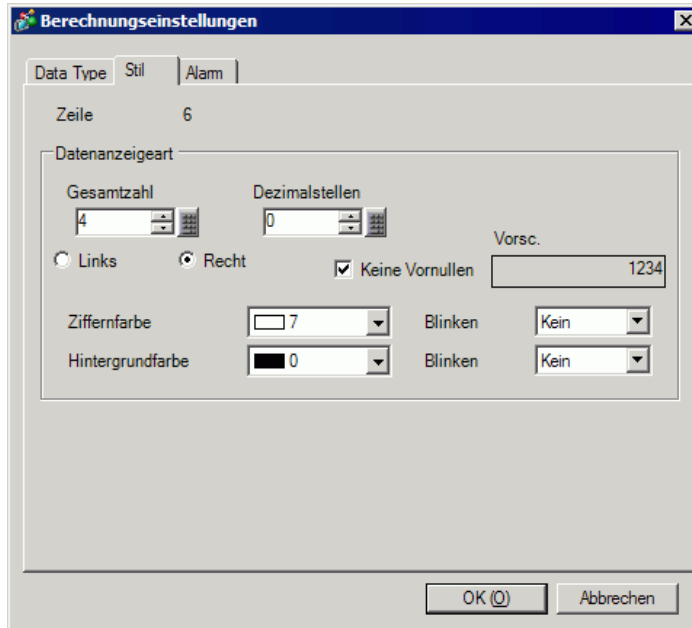 Berechnungseinstellungen
Data Type Stil Alarm
Zeile 6
Datenanzeigeart
Gesamtzahl Dezimalstellen
4 0
Vorsc.
Links Recht Keine Vornullen 1234
Ziffernfarbe 7 Blinken Kein
Hintergrundfarbe 0 Blinken Kein
OK (O) Abbrechen